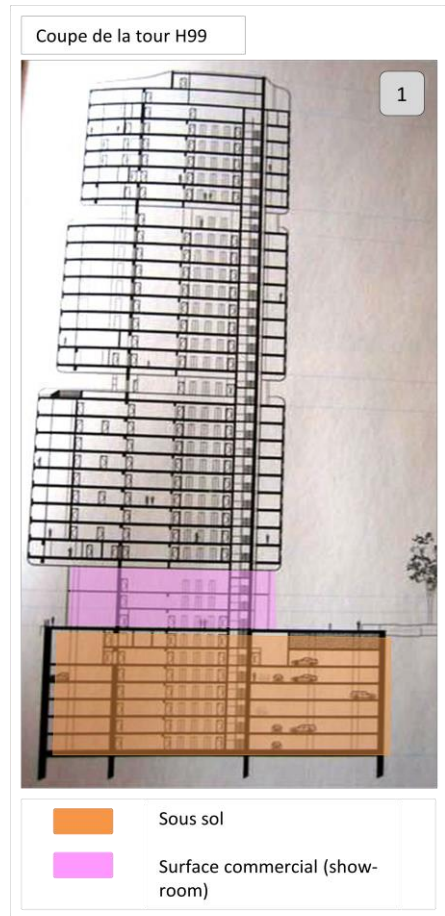 Coupe de la tour H99
1
Sous sol
Surface commercial (show-
room)